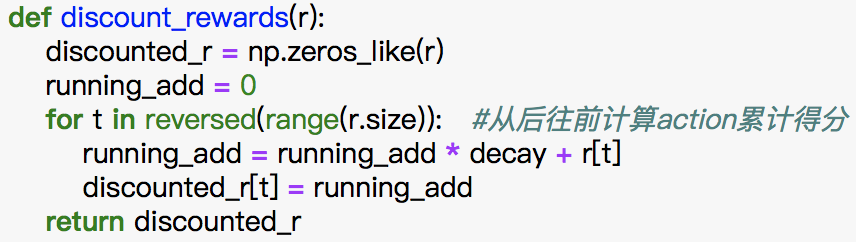 def discount_rewards(r):
    discounted_r = np.zeros_like(r)
    running_add = 0
    for t in reversed(range(r.size)):   #从后往前计算action累计得分
        running_add = running_add * decay + r[t]
        discounted_r[t] = running_add
    return discounted_r